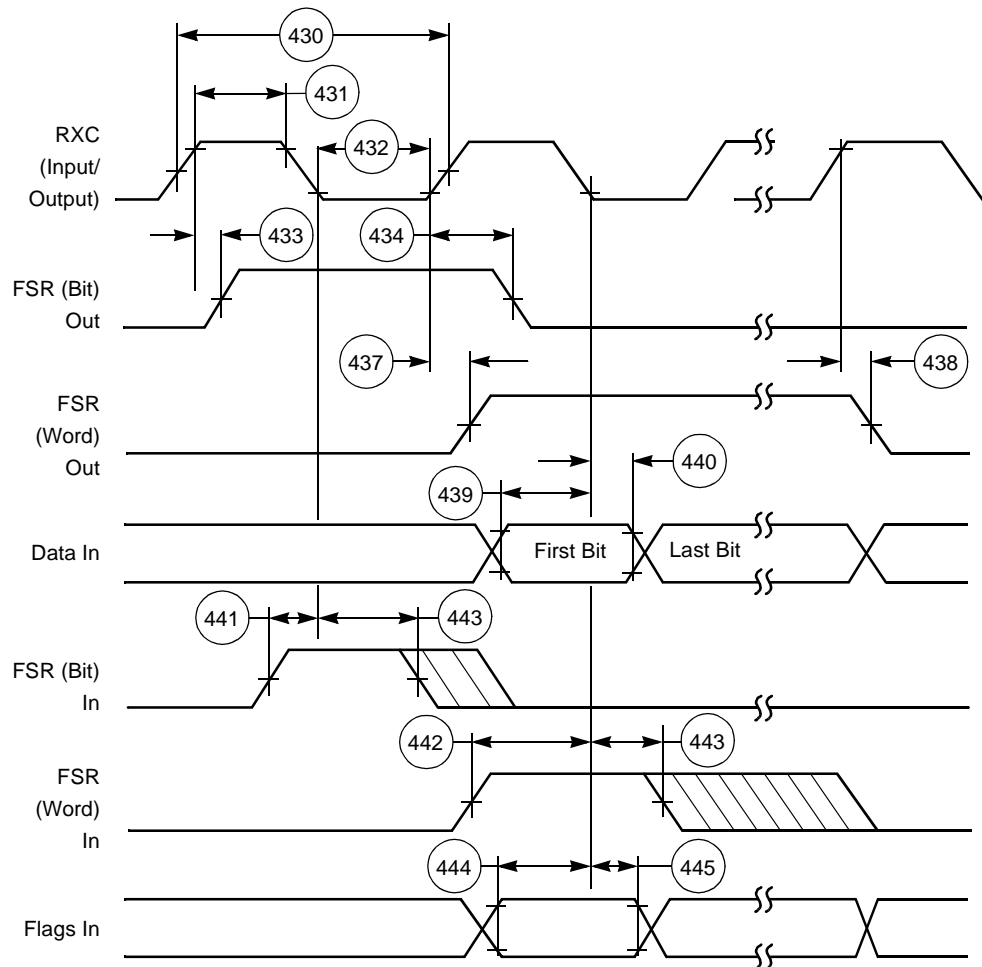 430
431
RXC
(Input/
Output)
432
433
434
FSR (Bit)
Out
437
438
FSR
(Word)
Out
439
440
Data In
First Bit
Last Bit
441
443
FSR (Bit)
In
442
443
FSR
(Word)
In
444
445
Flags In